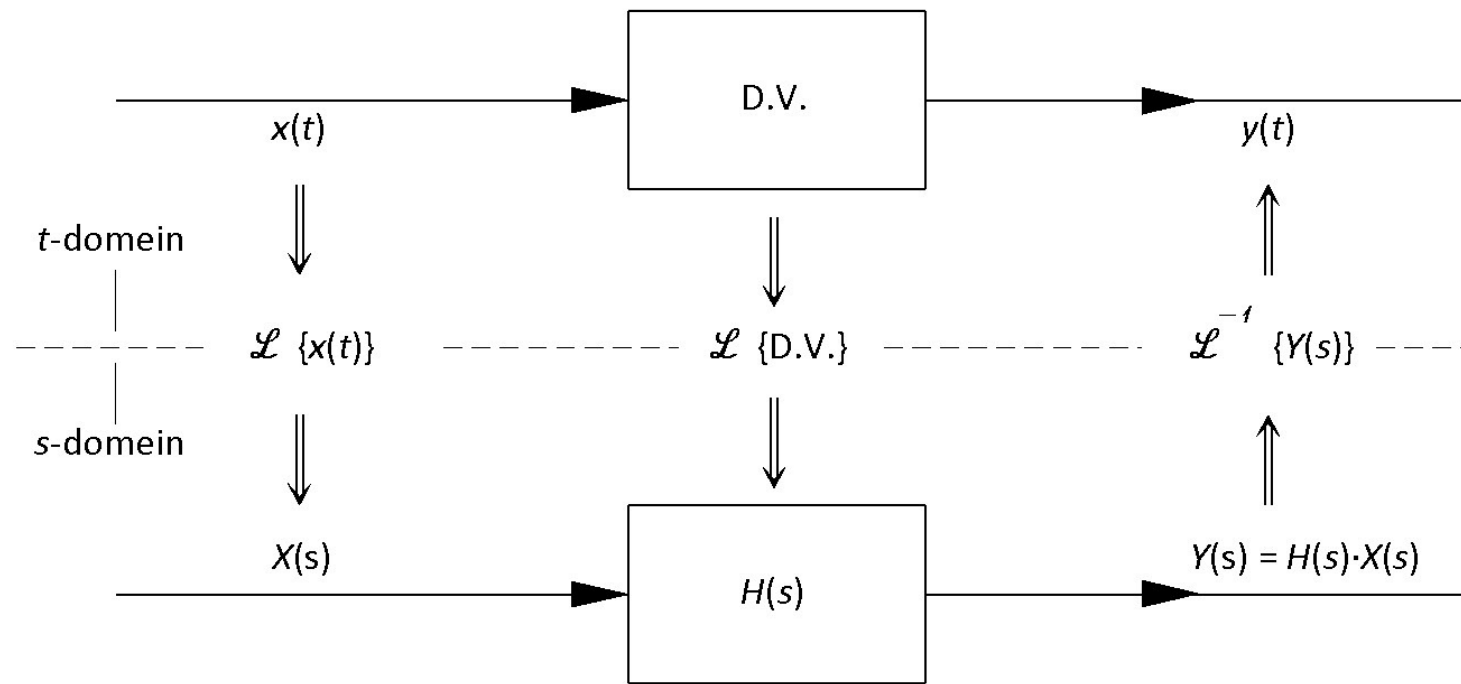 D.V.
x(t)
y(t)
t-domein
ℒ {x(t)}
ℒ {D.V.}
ℒ⁻¹ {Y(s)}
s-domein
X(s)
H(s)
Y(s) = H(s)·X(s)